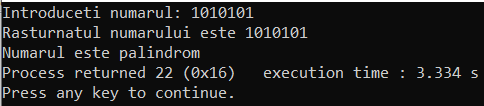 Introduceti numarul: 1010101
Rasturnatul numarului este 1010101
Numarul este palindrom
Process returned 22 (0x16)   execution time : 3.334 s
Press any key to continue.